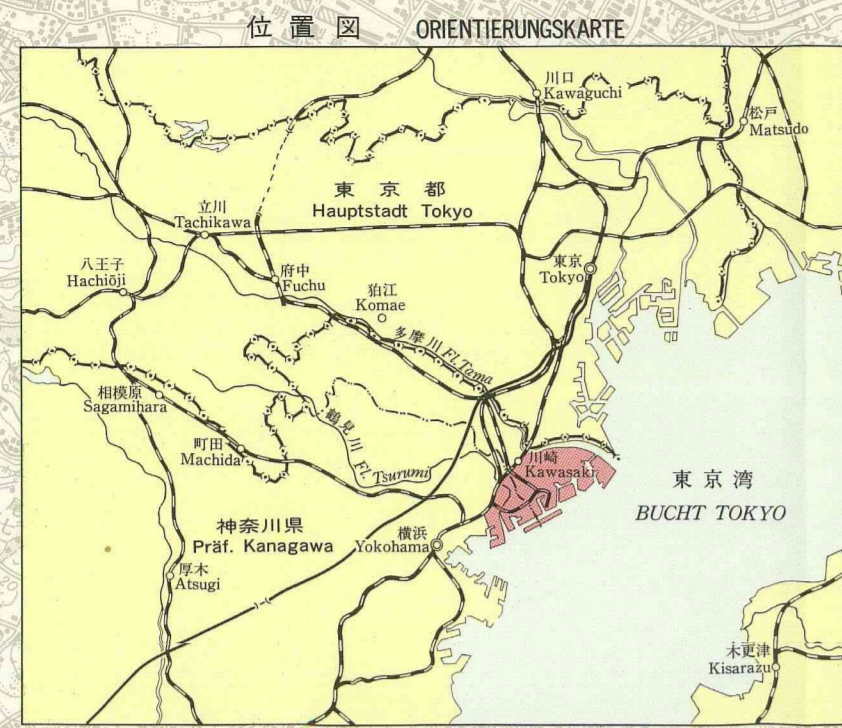 位置図 ORIENTIERUNGSKARTE
川口
Kawaguchi
松戸
Matsudo
東京都
Hauptstadt Tokyo
立川
Tachikawa
八王子
Hachiōji
府中
Fuchu
狛江
Komae
東京
Tokyo
多摩川 Fl. Tama
相模原
Sagamihara
町田
Machida
鶴見川 Fl. Tsurumi
川崎
Kawasaki
東京湾
BUCHT TOKYO
神奈川県
Präf. Kanagawa
横浜
Yokohama
厚木
Atsugi
木更津
Kisarazu